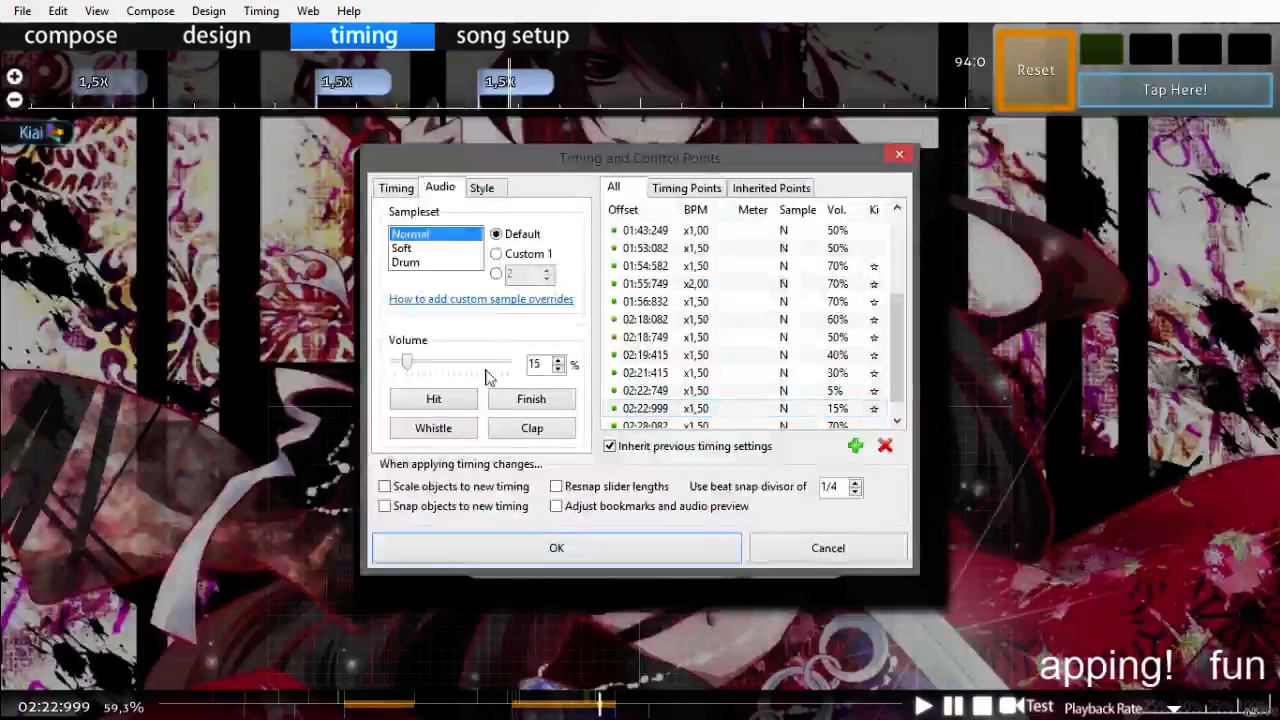 File Edit View Compose Design Timing Web Help
compose design timing song setup
1,5X 1,5X 1,5X
94:0
Reset
Tap Here!
Kiai
Timing and Control Points
Timing Audio Style
Sampleset
Normal
Soft
Drum
Default
Custom 1
2
How to add custom sample overrides
Volume
15 %
Hit Finish
Whistle Clap
All Timing Points Inherited Points
Offset BPM Meter Sample Vol. Ki
01:43:249 x1,00 N 50%
01:53:082 x1,50 N 50%
01:54:582 x1,50 N 70% ☆
01:55:749 x2,00 N 70% ☆
01:56:832 x1,50 N 70% ☆
02:18:082 x1,50 N 60% ☆
02:18:749 x1,50 N 50% ☆
02:19:415 x1,50 N 40% ☆
02:21:415 x1,50 N 30% ☆
02:22:749 x1,50 N 5% ☆
02:22:999 x1,50 N 15% ☆
02:28:082 x1,50 N 70%
Inherit previous timing settings
When applying timing changes...
Scale objects to new timing Resnap slider lengths Use beat snap divisor of 1/4
Snap objects to new timing Adjust bookmarks and audio preview
OK Cancel
apping! fun
02:22:999 59,3%
Test Playback Rate